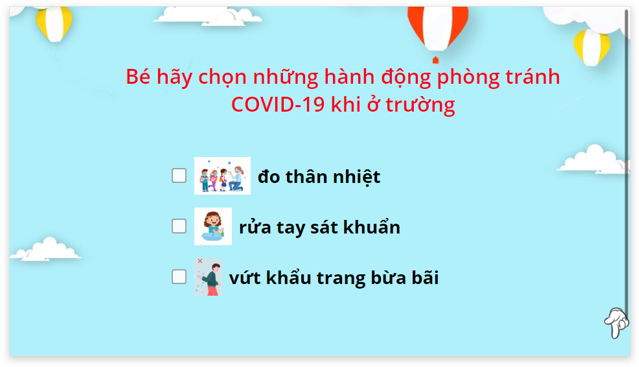 Bé hãy chọn những hành động phòng tránh
COVID-19 khi ở trường
đo thân nhiệt
rửa tay sát khuẩn
vứt khẩu trang bừa bãi